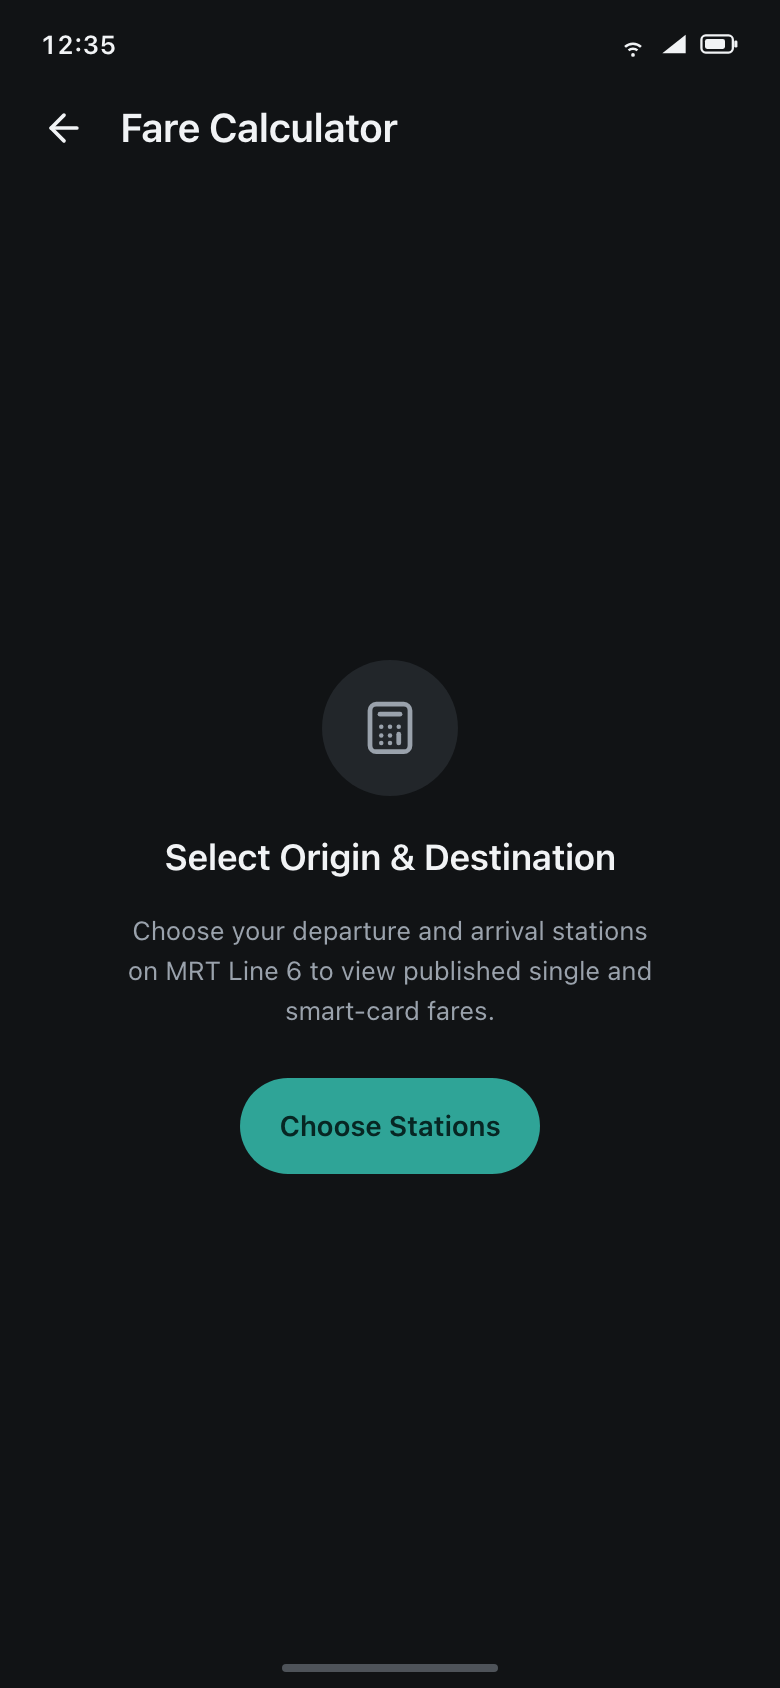 12:35
Fare Calculator
Select Origin & Destination
Choose your departure and arrival stations
on MRT Line 6 to view published single and
smart-card fares.
Choose Stations